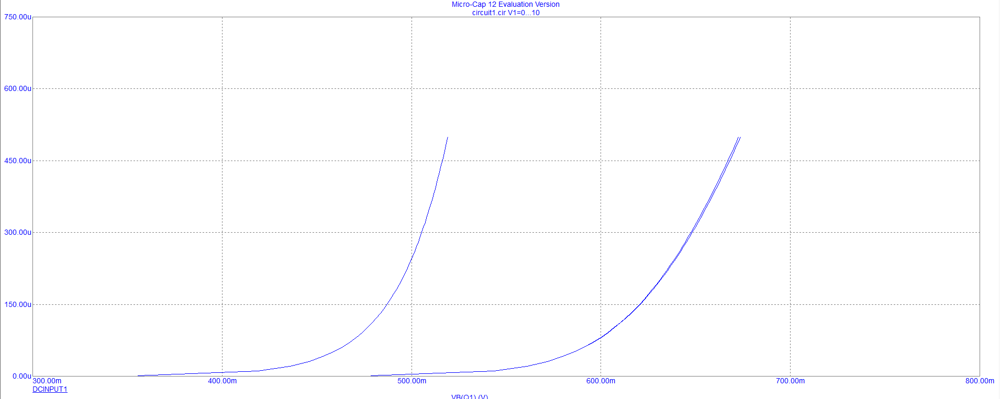 Micro-Cap 12 Evaluation Version
circuit1.cir V1=0...10
750.00u
600.00u
450.00u
300.00u
150.00u
0.00u
300.00m 400.00m 500.00m 600.00m 700.00m 800.00m
DCINPUT1
VB(Q1) (V)